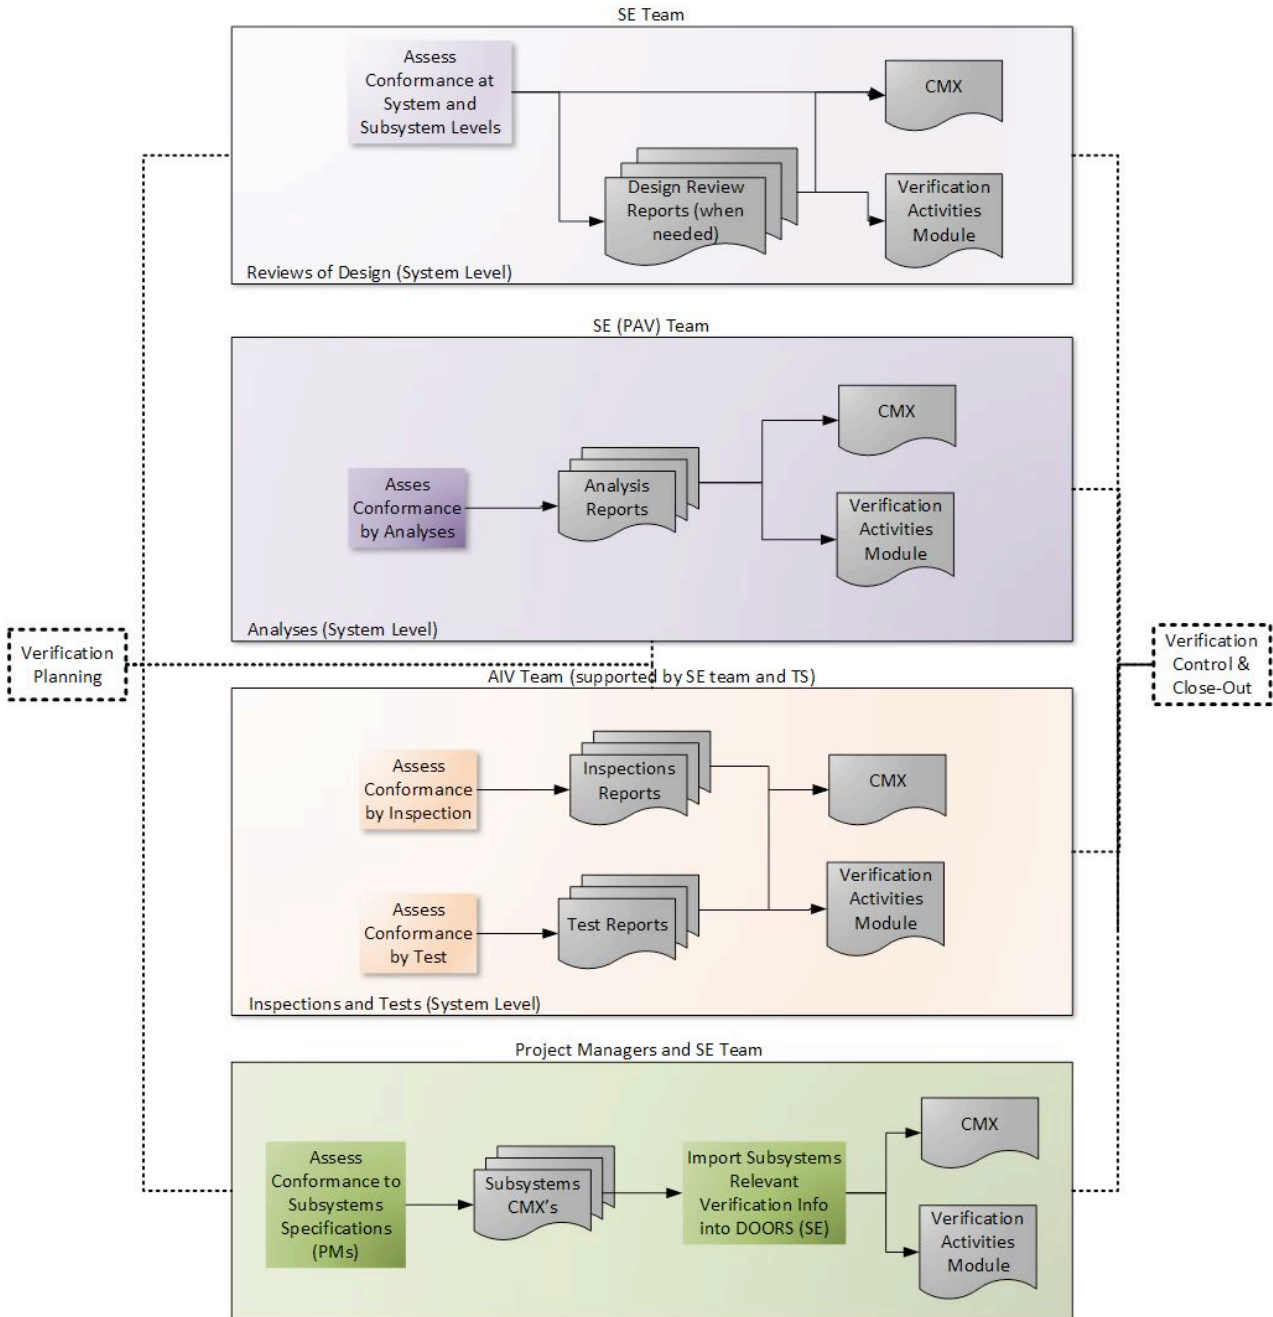 SE Team
Assess
Conformance at
System and
Subsystem Levels
CMX
Design Review
Reports (when
needed)
Verification
Activities
Module
Reviews of Design (System Level)
SE (PAV) Team
CMX
Asses
Conformance
by Analyses
Analysis
Reports
Verification
Activities
Module
Analyses (System Level)
Verification
Planning
Verification
Control &
Close-Out
AIV Team (supported by SE team and TS)
Assess
Conformance
by Inspection
Inspections
Reports
CMX
Assess
Conformance
by Test
Test Reports
Verification
Activities
Module
Inspections and Tests (System Level)
Project Managers and SE Team
Assess
Conformance to
Subsystems
Specifications
(PMs)
Subsystems
CMX's
Import Subsystems
Relevant
Verification Info
into DOORS (SE)
CMX
Verification
Activities
Module